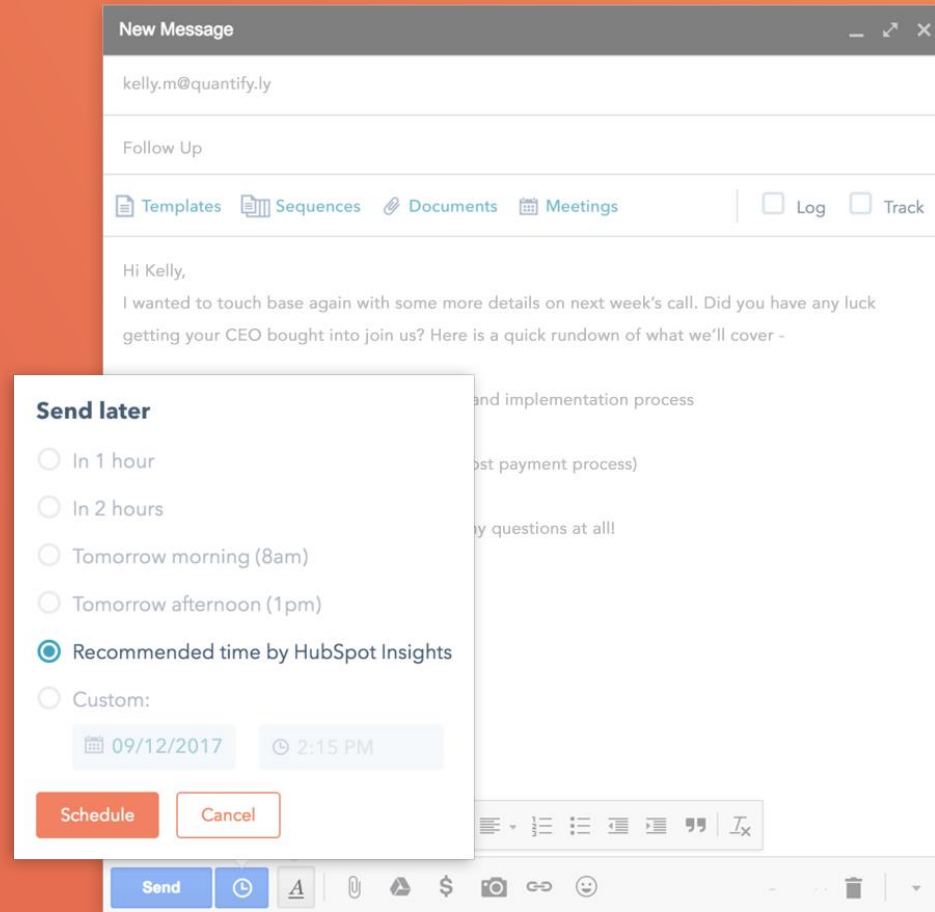 New Message
kelly.m@quantify.ly
Follow Up
Templates Sequences Documents Meetings Log Track
Hi Kelly,
I wanted to touch base again with some more details on next week's call. Did you have any luck
getting your CEO bought into join us? Here is a quick rundown of what we'll cover -
and implementation process
payment process)
questions at all!
Send later
In 1 hour
In 2 hours
Tomorrow morning (8am)
Tomorrow afternoon (1pm)
Recommended time by HubSpot Insights
Custom:
09/12/2017 2:15 PM
Schedule Cancel
Send